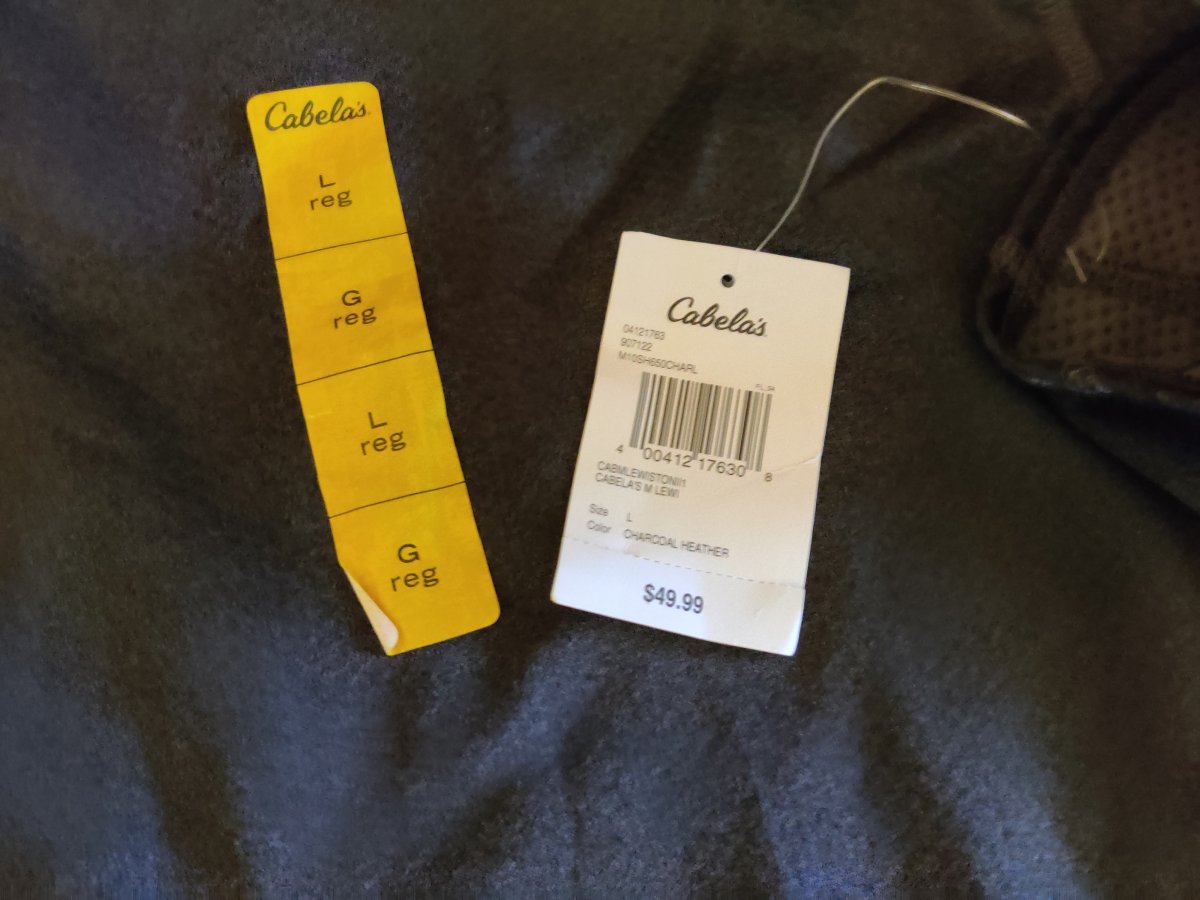 Cabela's
L
reg
G
reg
L
reg
G
reg
Cabela's
04121763
907122
M10SH650CHARL
FL_04
4 00412 17630 8
CABMLEWISTONII1
CABELA'S M LEWI
Size L
Color CHARCOAL HEATHER
$49.99